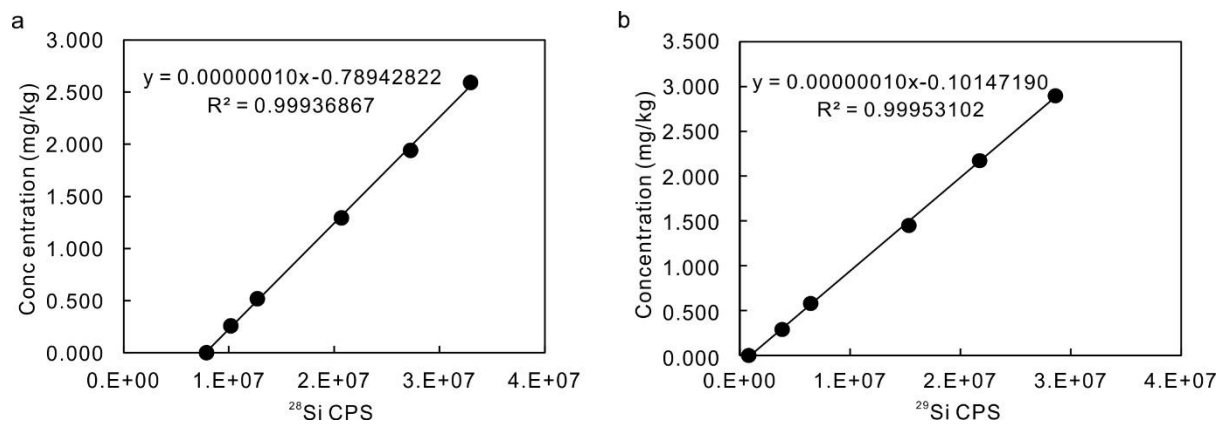 a
3.000
2.500
2.000
1.500
1.000
0.500
0.000
Conc entration (mg/kg)
y = 0.00000010x-0.78942822
R² = 0.99936867
0.E+00 1.E+07 2.E+07 3.E+07 4.E+07
²⁸Si CPS
b
3.500
3.000
2.500
2.000
1.500
1.000
0.500
0.000
Concentration (mg/kg)
y = 0.00000010x-0.10147190
R² = 0.99953102
0.E+00 1.E+07 2.E+07 3.E+07 4.E+07
²⁹Si CPS